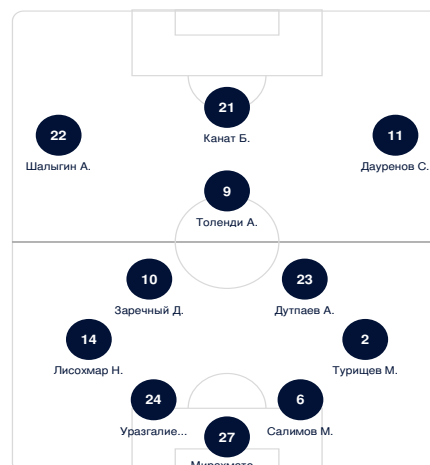 21
Канат Б.
22
Шалыгин А.
11
Дауренов С.
9
Толенди А.
10
Заречный Д.
23
Дутпаев А.
14
Лисохмар Н.
2
Турищев М.
24
Уразгалие...
6
Салимов М.
27